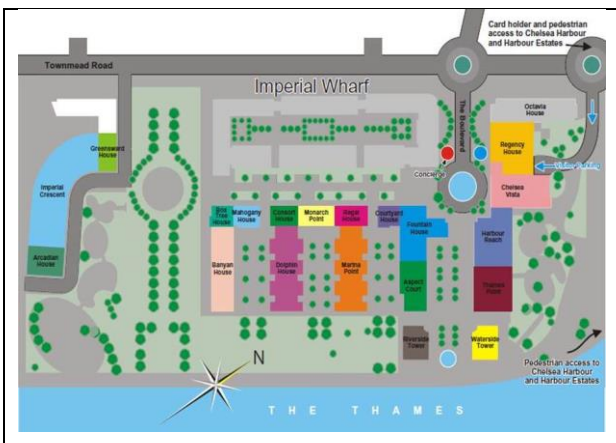 Card holder and pedestrian
access to Chelsea Harbour
and Harbour Estates
Townmead Road
Imperial Wharf
The Boulevard
Octavia
House
Greensward
House
Regency
House
Visitor Parking
Concierge
Imperial
Crescent
Chelsea
Vista
Box
Tree
House
Mahogany
House
Consort
House
Monarch
Point
Regal
House
Courtyard
House
Fountain
House
Harbour
Reach
Arcadian
House
Banyan
House
Dolphin
House
Marina
Point
Aspect
Court
Thames
Point
Riverside
Tower
Waterside
Tower
N
Pedestrian access to
Chelsea Harbour
and Harbour Estates
THE THAMES